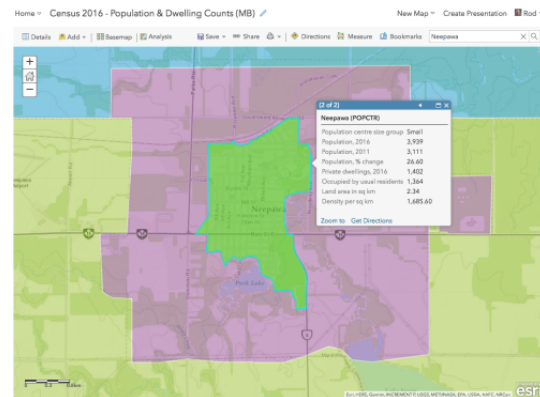 Home Census 2016 - Population & Dwelling Counts (MB) New Map Create Presentation Rod
Details Add Basemap Analysis Save Share Directions Measure Bookmarks Neepawa
(2 of 2)
Neepawa (POPCTR)
Population centre size group Small
Population, 2016 3,939
Population, 2011 3,111
Population, % change 26.60
Private dwellings, 2016 1,402
Occupied by usual residents 1,364
Land area in sq km 2.34
Density per sq km 1,685.60
Zoom to Get Directions
Neepawa
Park Lake
esri